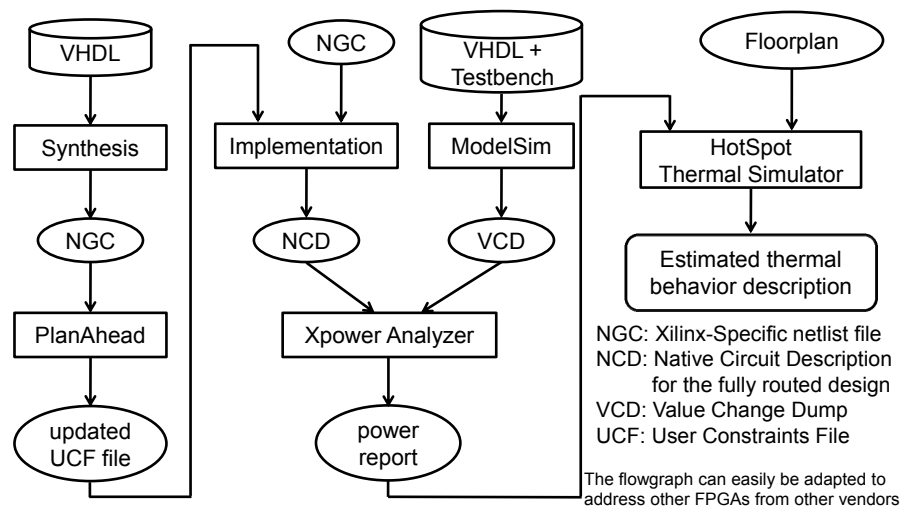 VHDL
Synthesis
NGC
PlanAhead
updated
UCF file
NGC
Implementation
NCD
VHDL +
Testbench
ModelSim
VCD
Xpower Analyzer
power
report
Floorplan
HotSpot
Thermal Simulator
Estimated thermal
behavior description
NGC: Xilinx-Specific netlist file
NCD: Native Circuit Description
for the fully routed design
VCD: Value Change Dump
UCF: User Constraints File
The flowgraph can easily be adapted to
address other FPGAs from other vendors